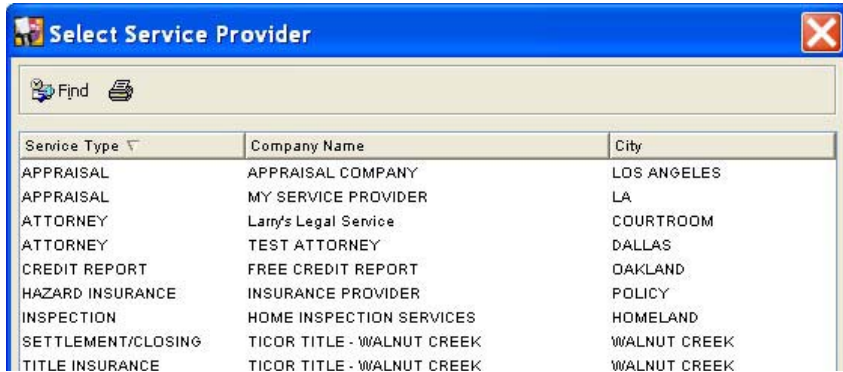 Select Service Provider
Find
Service Type Company Name City
APPRAISAL APPRAISAL COMPANY LOS ANGELES
APPRAISAL MY SERVICE PROVIDER LA
ATTORNEY Larry's Legal Service COURTROOM
ATTORNEY TEST ATTORNEY DALLAS
CREDIT REPORT FREE CREDIT REPORT OAKLAND
HAZARD INSURANCE INSURANCE PROVIDER POLICY
INSPECTION HOME INSPECTION SERVICES HOMELAND
SETTLEMENT/CLOSING TICOR TITLE - WALNUT CREEK WALNUT CREEK
TITLE INSURANCE TICOR TITLE - WALNUT CREEK WALNUT CREEK